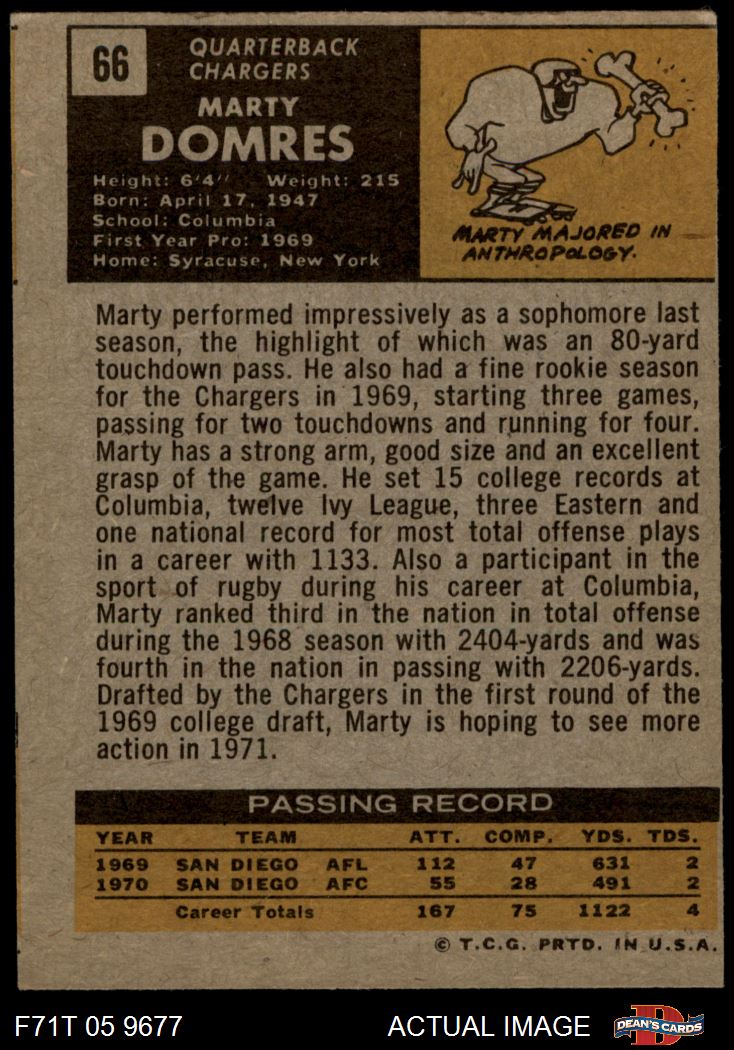 66
QUARTERBACK
CHARGERS
MARTY
DOMRES
Height: 6'4" Weight: 215
Born: April 17, 1947
School: Columbia
First Year Pro: 1969
Home: Syracuse, New York
MARTY MAJORED IN
ANTHROPOLOGY.
Marty performed impressively as a sophomore last
season, the highlight of which was an 80-yard
touchdown pass. He also had a fine rookie season
for the Chargers in 1969, starting three games,
passing for two touchdowns and running for four.
Marty has a strong arm, good size and an excellent
grasp of the game. He set 15 college records at
Columbia, twelve Ivy League, three Eastern and
one national record for most total offense plays
in a career with 1133. Also a participant in the
sport of rugby during his career at Columbia,
Marty ranked third in the nation in total offense
during the 1968 season with 2404-yards and was
fourth in the nation in passing with 2206-yards.
Drafted by the Chargers in the first round of the
1969 college draft, Marty is hoping to see more
action in 1971.
PASSING RECORD
YEAR TEAM ATT. COMP. YDS. TDS.
1969 SAN DIEGO AFL 112 47 631 2
1970 SAN DIEGO AFC 55 28 491 2
Career Totals 167 75 1122 4
© T.C.G. PRTD. IN U.S.A.
F71T 05 9677 ACTUAL IMAGE D DEAN'S CARDS